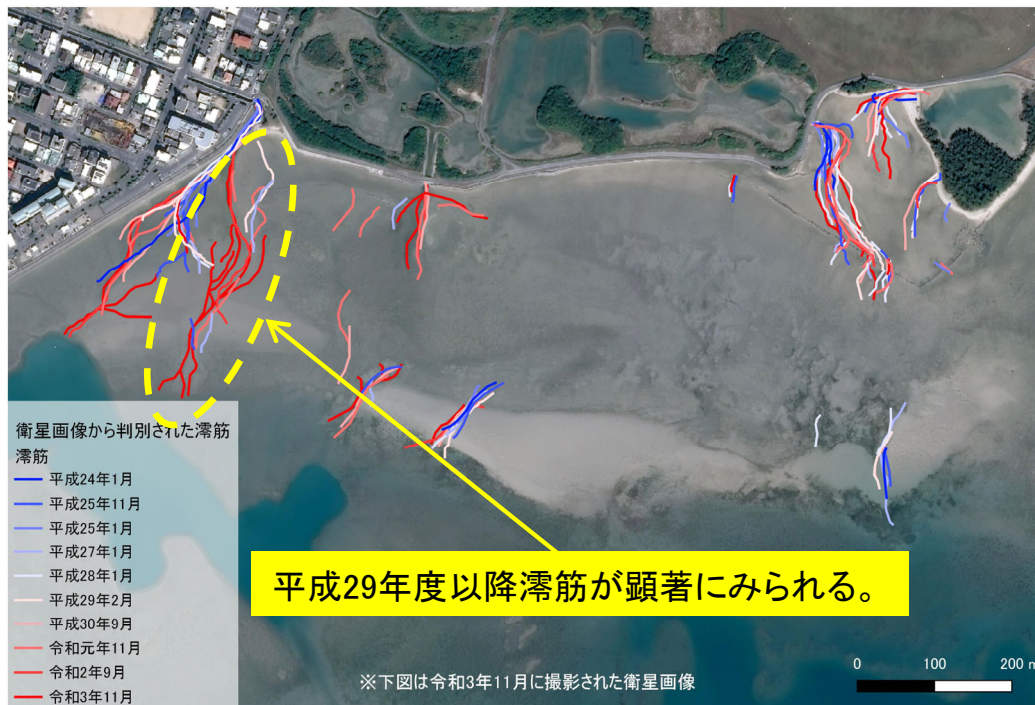 衛星画像から判別された澪筋
澪筋
平成24年1月
平成25年11月
平成25年1月
平成27年1月
平成28年1月
平成29年2月
平成30年9月
令和元年11月
令和2年9月
令和3年11月
平成29年度以降澪筋が顕著にみられる。
※下図は令和3年11月に撮影された衛星画像
0 100 200 m